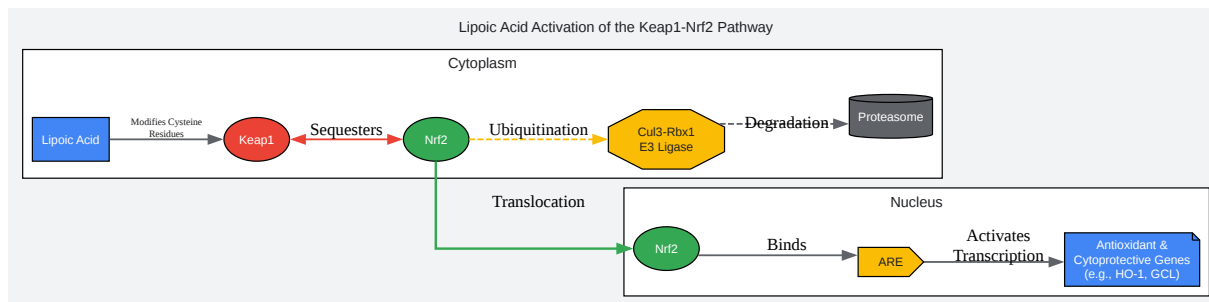 Lipoic Acid Activation of the Keap1-Nrf2 Pathway
Cytoplasm
Lipoic Acid
Modifies Cysteine
Residues
Keap1
Sequesters
Nrf2
Ubiquitination
Cul3-Rbx1
E3 Ligase
Degradation
Proteasome
Translocation
Nucleus
Nrf2
Binds
ARE
Activates
Transcription
Antioxidant &
Cytoprotective Genes
(e.g., HO-1, GCL)